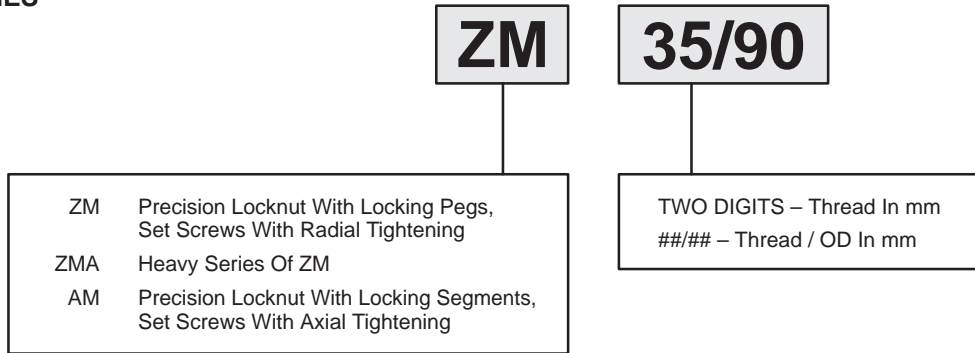 ZM 35/90
ZM Precision Locknut With Locking Pegs,
Set Screws With Radial Tightening
ZMA Heavy Series Of ZM
AM Precision Locknut With Locking Segments,
Set Screws With Axial Tightening
TWO DIGITS – Thread In mm
##/## – Thread / OD In mm